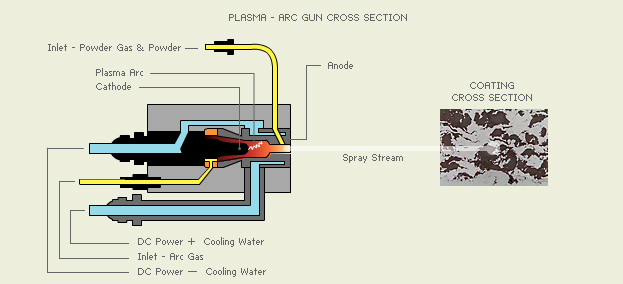 PLASMA - ARC GUN CROSS SECTION
Inlet - Powder Gas & Powder
Anode
Plasma Arc
Cathode
COATING
CROSS SECTION
Spray Stream
DC Power + Cooling Water
Inlet - Arc Gas
DC Power - Cooling Water